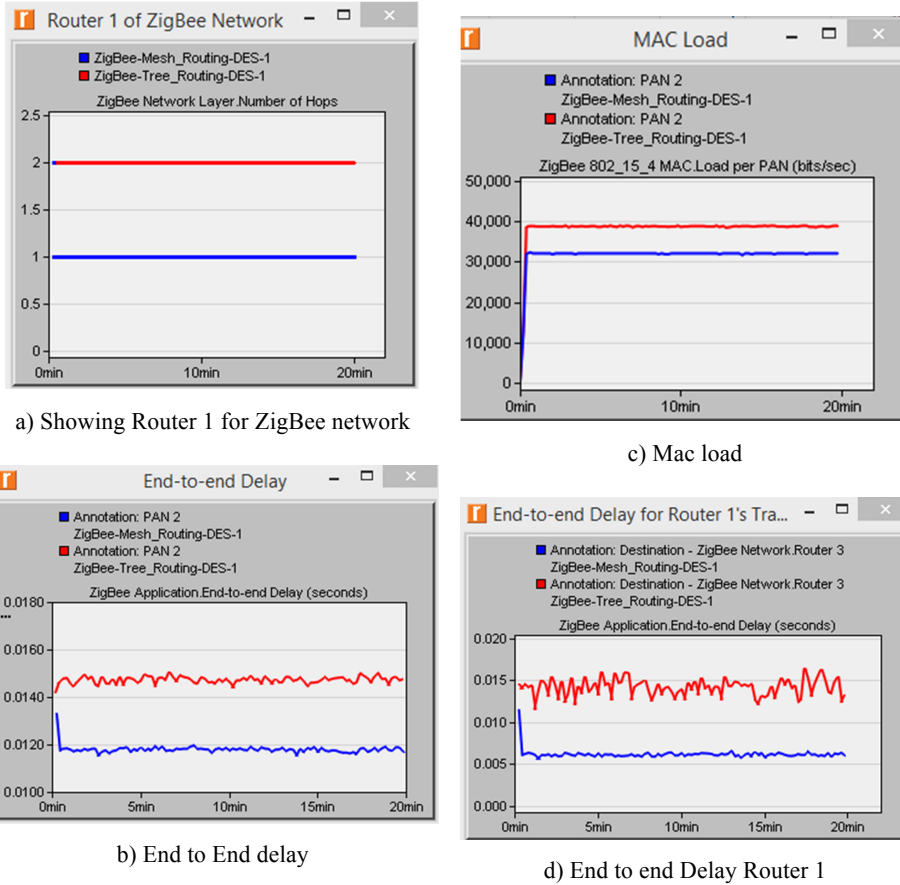 Router 1 of ZigBee Network
ZigBee-Mesh_Routing-DES-1
ZigBee-Tree_Routing-DES-1
ZigBee Network Layer.Number of Hops
2.5
2
1.5
1
0.5
0
0min 10min 20min
a) Showing Router 1 for ZigBee network
MAC Load
Annotation: PAN 2
ZigBee-Mesh_Routing-DES-1
Annotation: PAN 2
ZigBee-Tree_Routing-DES-1
ZigBee 802_15_4 MAC.Load per PAN (bits/sec)
50,000
40,000
30,000
20,000
10,000
0
0min 10min 20min
c) Mac load
End-to-end Delay
Annotation: PAN 2
ZigBee-Mesh_Routing-DES-1
Annotation: PAN 2
ZigBee-Tree_Routing-DES-1
ZigBee Application.End-to-end Delay (seconds)
0.0180
0.0160
0.0140
0.0120
0.0100
0min 5min 10min 15min 20min
b) End to End delay
End-to-end Delay for Router 1's Tra...
Annotation: Destination - ZigBee Network.Router 3
ZigBee-Mesh_Routing-DES-1
Annotation: Destination - ZigBee Network.Router 3
ZigBee-Tree_Routing-DES-1
ZigBee Application.End-to-end Delay (seconds)
0.020
0.015
0.010
0.005
0.000
0min 5min 10min 15min 20min
d) End to end Delay Router 1